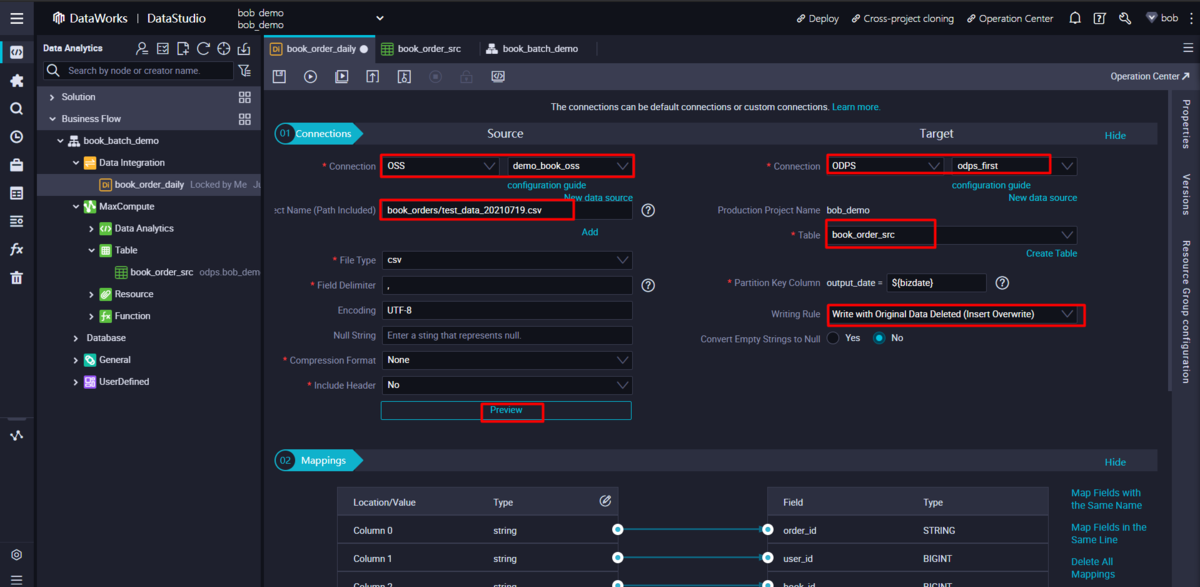 DataWorks | DataStudio
bob demo
bob_demo
Deploy
Cross-project cloning
Operation Center
bob
Data Analytics
Search by node or creator name.
Solution
Business Flow
book_batch_demo
Data Integration
Di book_order_daily Locked by Me Ju
MaxCompute
Data Analytics
Table
book_order_src odps.bob_demo
Resource
Function
Database
General
UserDefined
Di book_order_daily
book_order_src
book_batch_demo
Operation Center
The connections can be default connections or custom connections. Learn more.
01 Connections
Source
Target
Hide
* Connection OSS demo_book_oss
configuration guide
New data source
ect Name (Path Included) book_orders/test_data_20210719.csv
Add
* File Type csv
* Field Delimiter ,
Encoding UTF-8
Null String Enter a sting that represents null.
* Compression Format None
* Include Header No
Preview
* Connection ODPS odps_first
configuration guide
New data source
Production Project Name bob_demo
* Table book_order_src
Create Table
* Partition Key Column output_date = ${bizdate}
Writing Rule Write with Original Data Deleted (Insert Overwrite)
Convert Empty Strings to Null Yes No
02 Mappings
Hide
Location/Value Type
Field Type
Column 0 string order_id STRING
Column 1 string user_id BIGINT
Column 2 string book_id BIGINT
Map Fields with
the Same Name
Map Fields in the
Same Line
Delete All
Mappings
Properties
Versions
Resource Group configuration